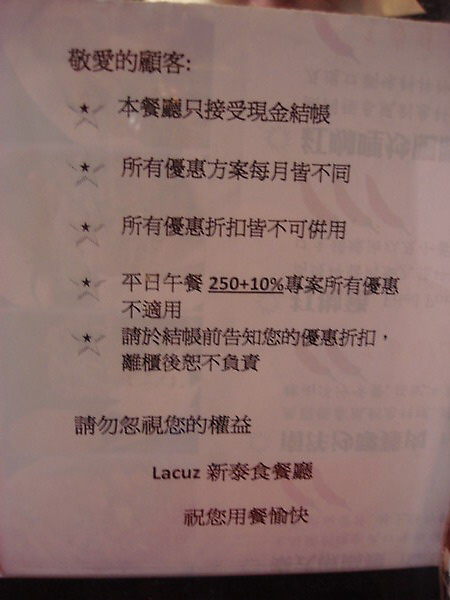 敬愛的顧客:
★ 本餐廳只接受現金結帳
★ 所有優惠方案每月皆不同
★ 所有優惠折扣皆不可併用
★ 平日午餐 250+10%專案所有優惠
不適用
★ 請於結帳前告知您的優惠折扣，
離櫃後恕不負責
請勿忽視您的權益
Lacuz 新泰食餐廳
祝您用餐愉快